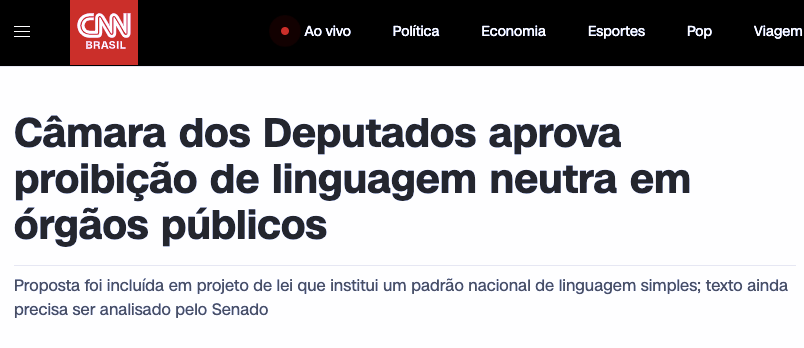 CNN
BRASIL
Ao vivo Política Economia Esportes Pop Viagem
Câmara dos Deputados aprova
proibição de linguagem neutra em
órgãos públicos
Proposta foi incluída em projeto de lei que institui um padrão nacional de linguagem simples; texto ainda
precisa ser analisado pelo Senado